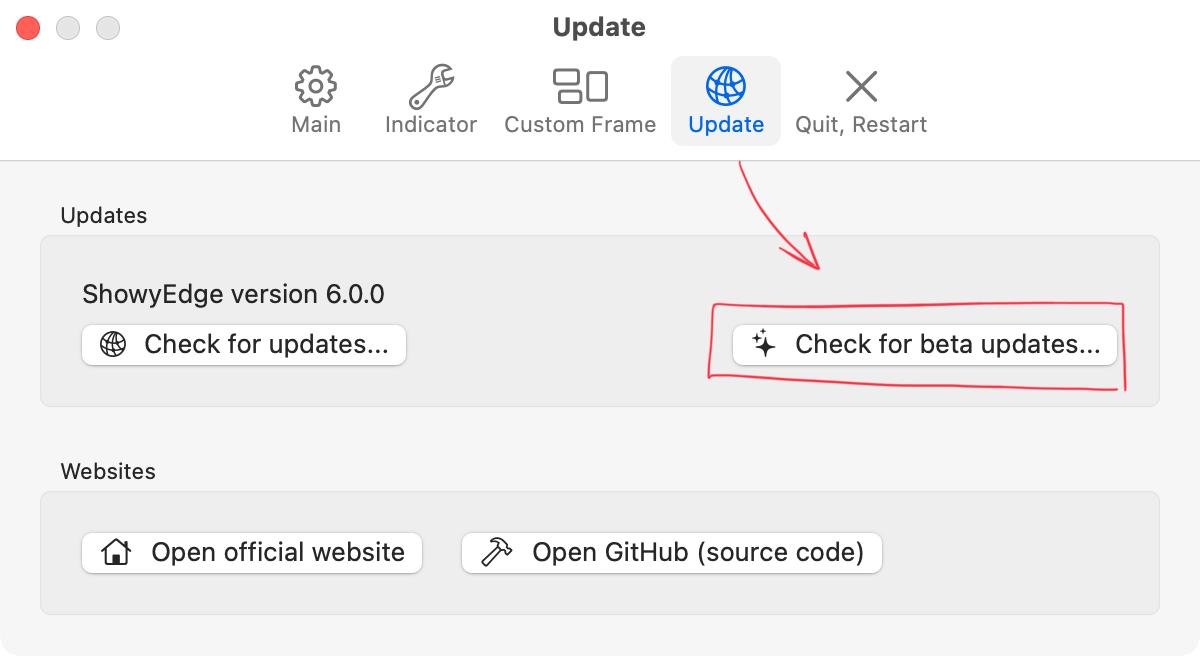 Update
Main Indicator Custom Frame Update Quit, Restart
Updates
ShowyEdge version 6.0.0
Check for updates... Check for beta updates...
Websites
Open official website Open GitHub (source code)